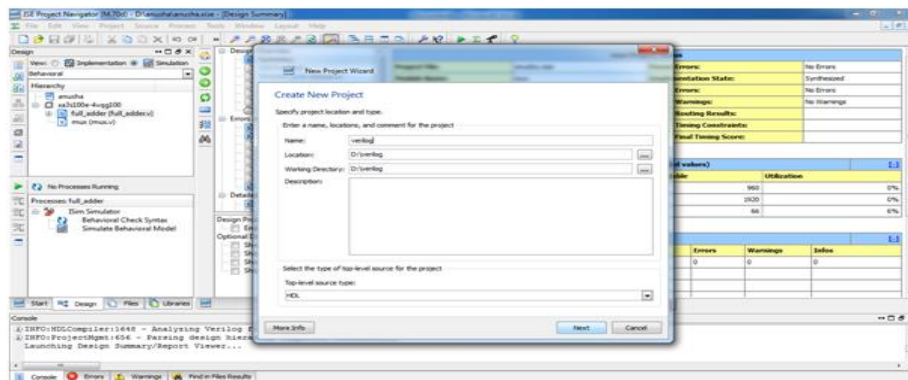 ISE Project Navigator (M.70d) - D:\anusha\anusha.xise - [Design Summary]
File Edit View Project Source Process Tools Window Layout Help
Design
View: Implementation Simulation
Behavioral
Hierarchy
anusha
xa3s100e-4vqg100
full_adder (full_adder.v)
mux (mux.v)
No Processes Running
Processes: full_adder
ISim Simulator
Behavioral Check Syntax
Simulate Behavioral Model
Start Design Files Libraries
New Project Wizard
Create New Project
Specify project location and type.
Enter a name, locations, and comment for the project
Name: verilog
Location: D:\verilog
Working Directory: D:\verilog
Description:
Select the type of top-level source for the project
Top-level source type:
HDL
More Info Next Cancel
Errors: No Errors
Synthesized
No Errors
Warnings: No Warnings
Routing Results:
Timing Constraints:
Final Timing Score:
Utilization
960 0%
1920 0%
66 6%
Errors Warnings Infos
0 0 0
Console
INFO:HDLCompiler:1648 - Analyzing Verilog
INFO:ProjectMgmt:656 - Parsing design
Launching Design Summary/Report Viewer...
Console Errors Warnings Find in Files Results